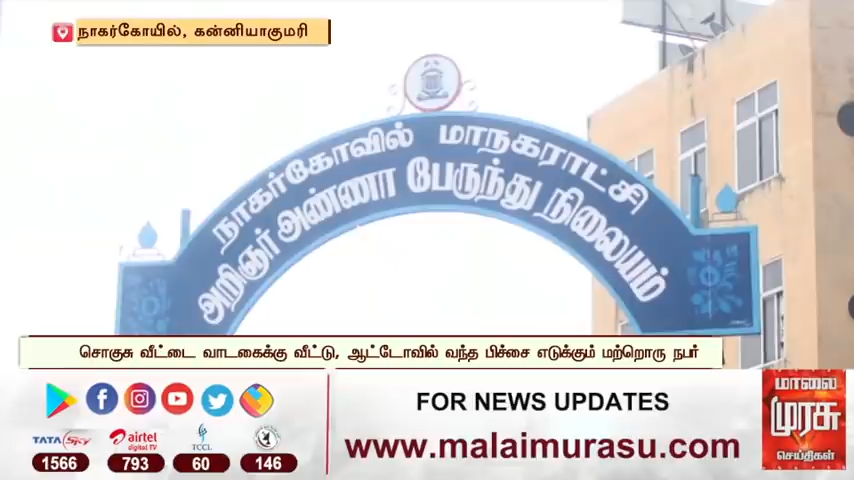 நாகர்கோயில், கன்னியாகுமரி
நாகர்கோவில் மாநகராட்சி
அறிஞர் அண்ணா பேருந்து நிலையம்
சொகுசு வீட்டை வாடகைக்கு வீட்டு, ஆட்டோவில் வந்த பிச்சை எடுக்கும் மற்றொரு நபர்
FOR NEWS UPDATES
www.malaimurasu.com
TATA SKY
1566
airtel
digital TV
793
TCCL
60
146
மாலை
முரசு
செய்திகள்